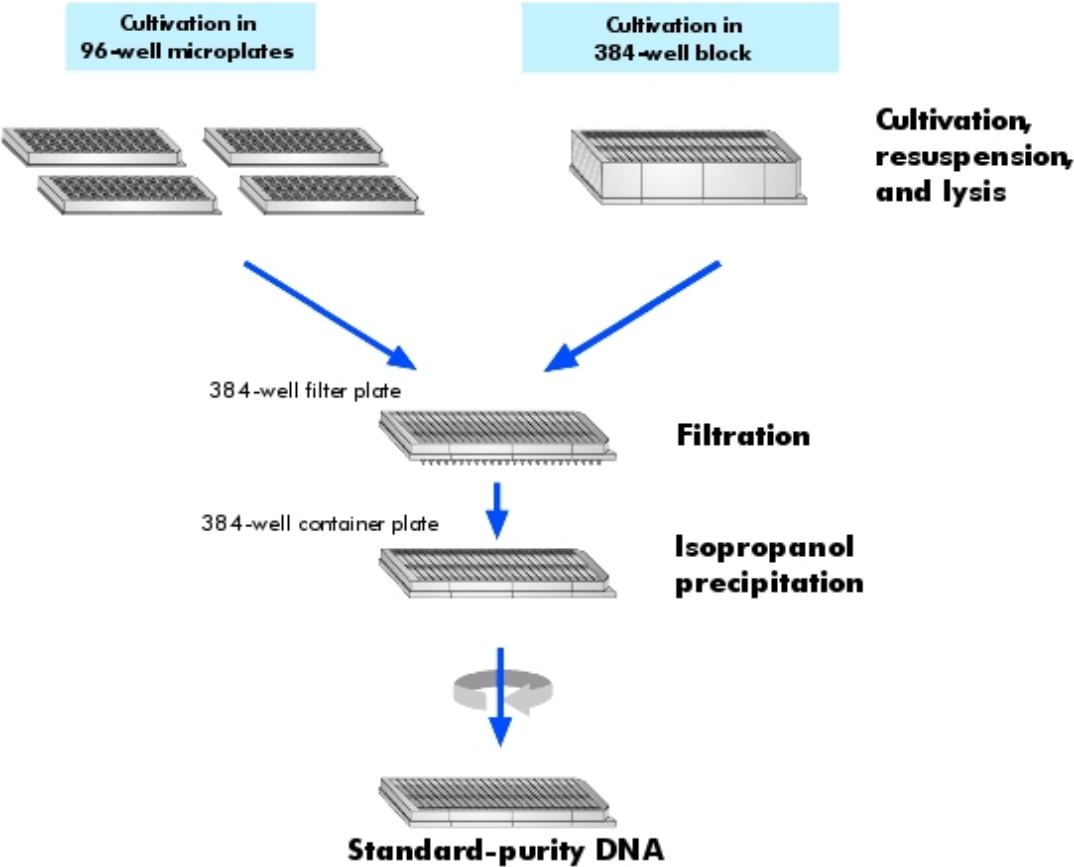 Cultivation in
96-well microplates
Cultivation in
384-well block
Cultivation,
resuspension,
and lysis
384-well filter plate
Filtration
384-well container plate
Isopropanol
precipitation
Standard-purity DNA